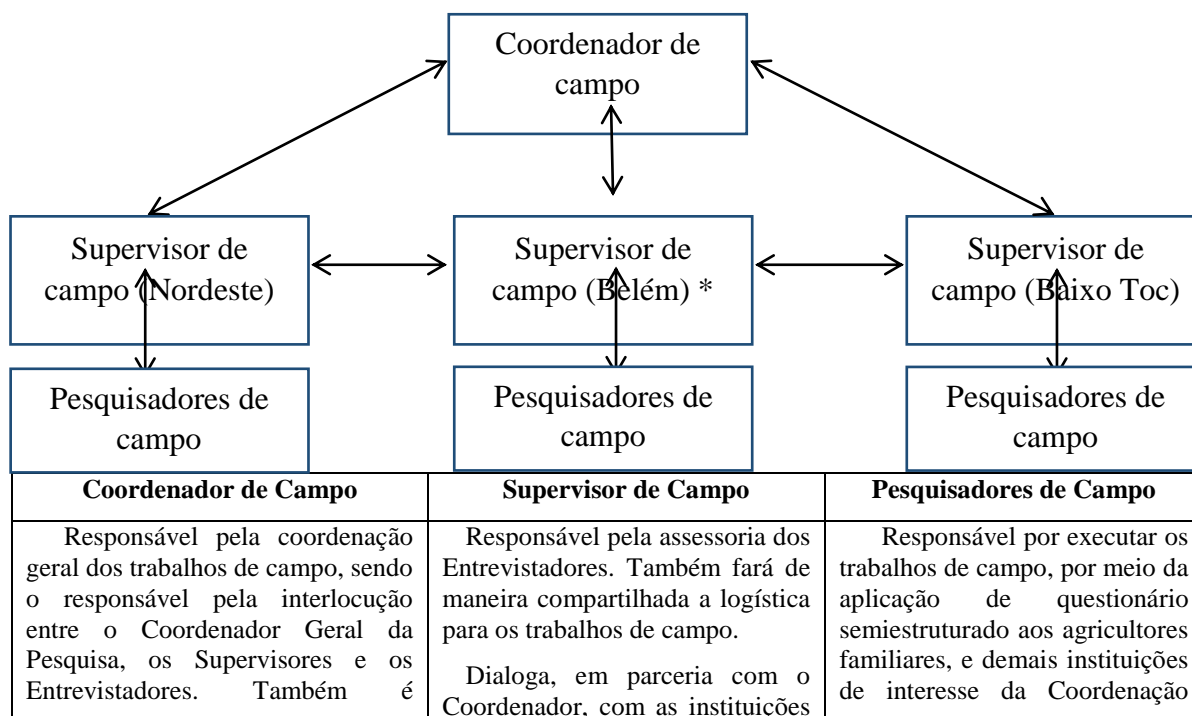 Coordenador de
campo
Supervisor de
campo (Nordeste)
Supervisor de
campo (Belém) *
Supervisor de
campo (Baixo Toc)
Pesquisadores de
campo
Pesquisadores de
campo
Pesquisadores de
campo
Coordenador de Campo
Responsável pela coordenação
geral dos trabalhos de campo, sendo
o responsável pela interlocução
entre o Coordenador Geral da
Pesquisa, os Supervisores e os
Entrevistadores. Também é
Supervisor de Campo
Responsável pela assessoria dos
Entrevistadores. Também fará de
maneira compartilhada a logística
para os trabalhos de campo.
Dialoga, em parceria com o
Coordenador, com as instituições
Pesquisadores de Campo
Responsável por executar os
trabalhos de campo, por meio da
aplicação de questionário
semiestruturado aos agricultores
familiares, e demais instituições
de interesse da Coordenação